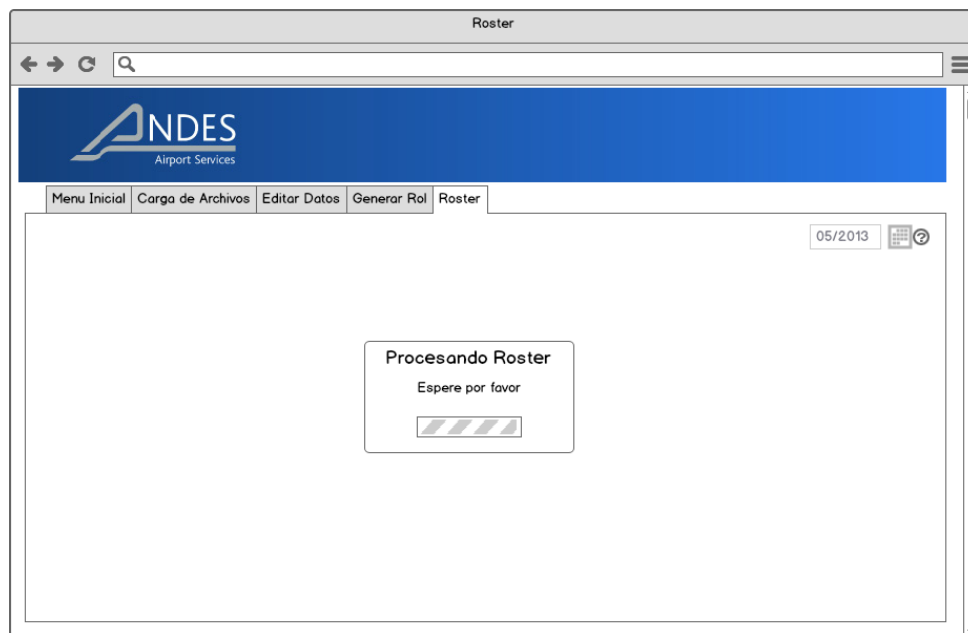 Roster
ANDES
Airport Services
Menu Inicial Carga de Archivos Editar Datos Generar Rol Roster
05/2013 ?
Procesando Roster
Espere por favor